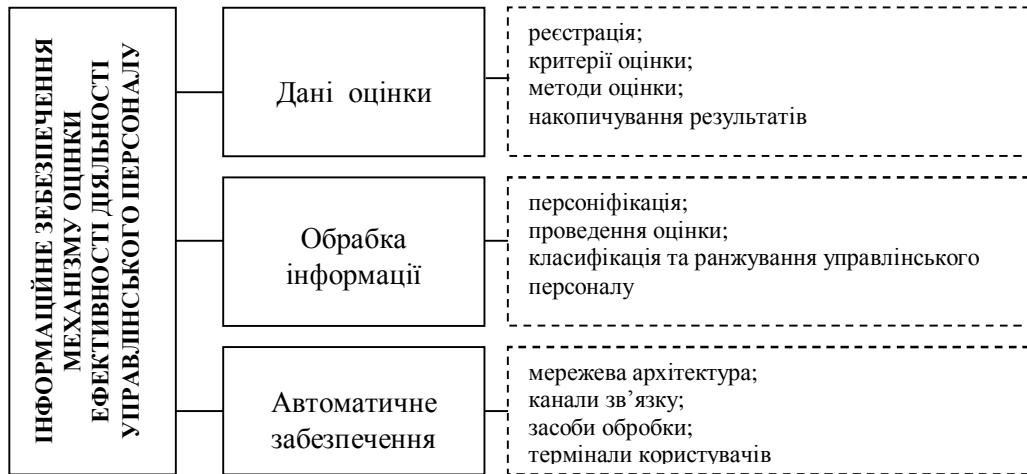 ІНФОРМАЦІЙНЕ ЗЕБЕЗПЕЧЕННЯ
МЕХАНІЗМУ ОЦІНКИ
ЕФЕКТИВНОСТІ ДІЯЛЬНОСТІ
УПРАВЛІНСЬКОГО ПЕРСОНАЛУ
Дані оцінки
реєстрація;
критерії оцінки;
методи оцінки;
накопичування результатів
Обрабка
інформації
персоніфікація;
проведення оцінки;
класифікація та ранжування управлінського
персоналу
Автоматичне
забезпечення
мережева архітектура;
канали зв’язку;
засоби обробки;
термінали користувачів